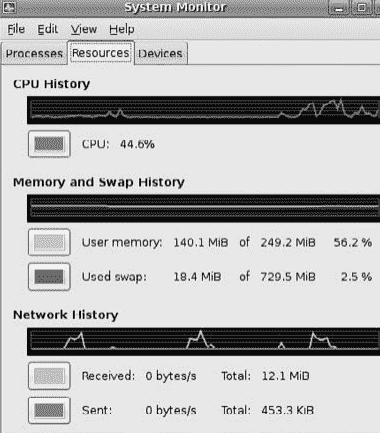 System Monitor
File Edit View Help
Processes Resources Devices
CPU History
CPU: 44.6%
Memory and Swap History
User memory: 140.1 MiB of 249.2 MiB 56.2 %
Used swap: 18.4 MiB of 729.5 MiB 2.5 %
Network History
Received: 0 bytes/s Total: 12.1 MiB
Sent: 0 bytes/s Total: 453.3 KiB